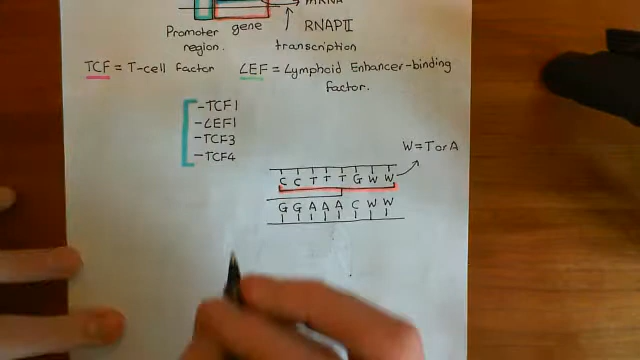 mRNA
Promoter gene RNAPII
region. transcription
TCF = T-cell factor LEF = Lymphoid Enhancer-binding
factor.
-TCF1
-LEF1
-TCF3
-TCF4
W = T or A
C C T T T G W W
G G A A A C W W